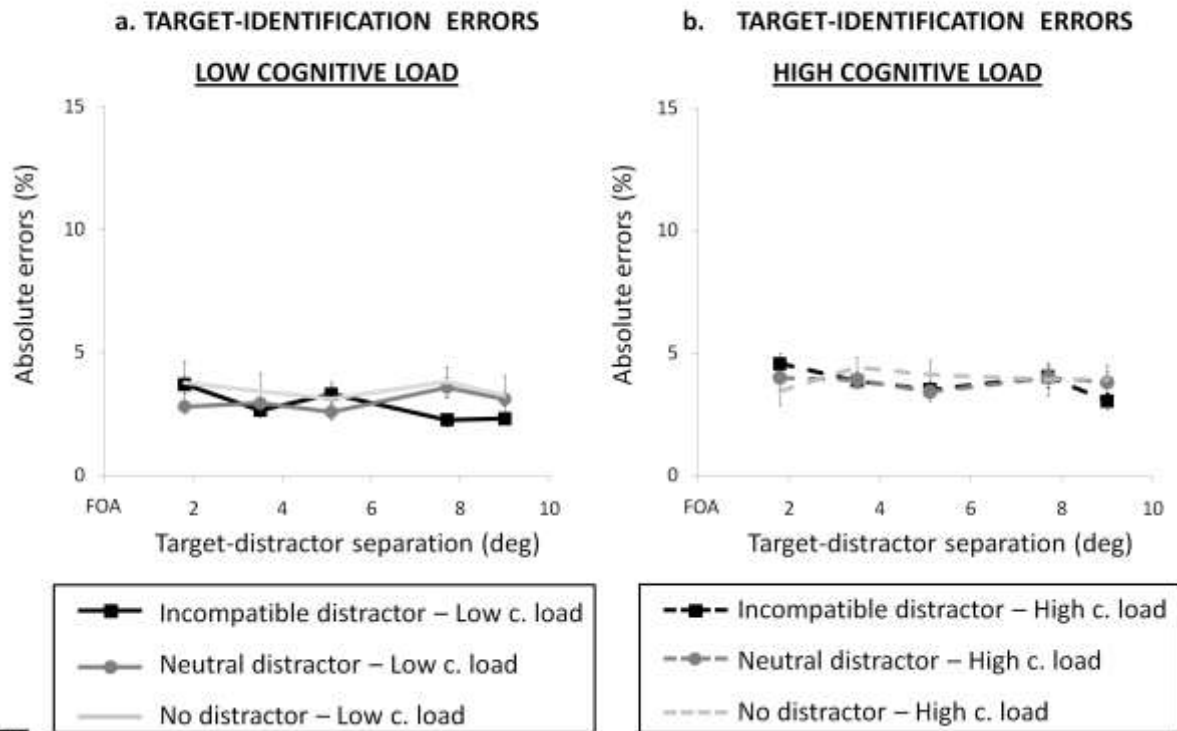 a. TARGET-IDENTIFICATION ERRORS
LOW COGNITIVE LOAD
15
10
5
0
Absolute errors (%)
FOA 2 4 6 8 10
Target-distractor separation (deg)
Incompatible distractor – Low c. load
Neutral distractor – Low c. load
No distractor – Low c. load
b. TARGET-IDENTIFICATION ERRORS
HIGH COGNITIVE LOAD
15
10
5
0
Absolute errors (%)
FOA 2 4 6 8 10
Target-distractor separation (deg)
Incompatible distractor – High c. load
Neutral distractor – High c. load
No distractor – High c. load